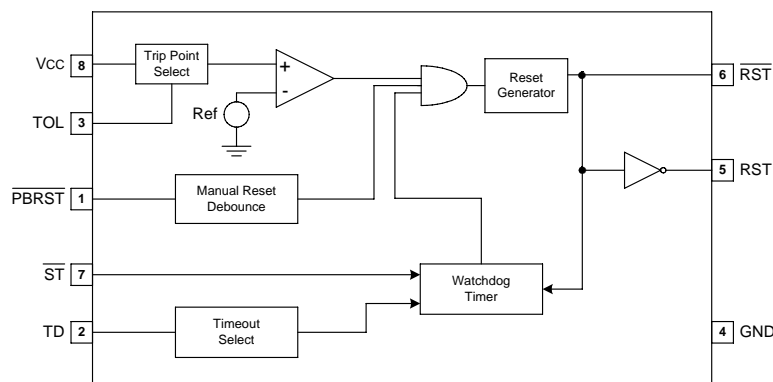 Vcc 8
Trip Point
Select
+
-
Ref
TOL 3
Reset
Generator
6 RST
5 RST
PBRST 1
Manual Reset
Debounce
ST 7
Watchdog
Timer
TD 2
Timeout
Select
4 GND